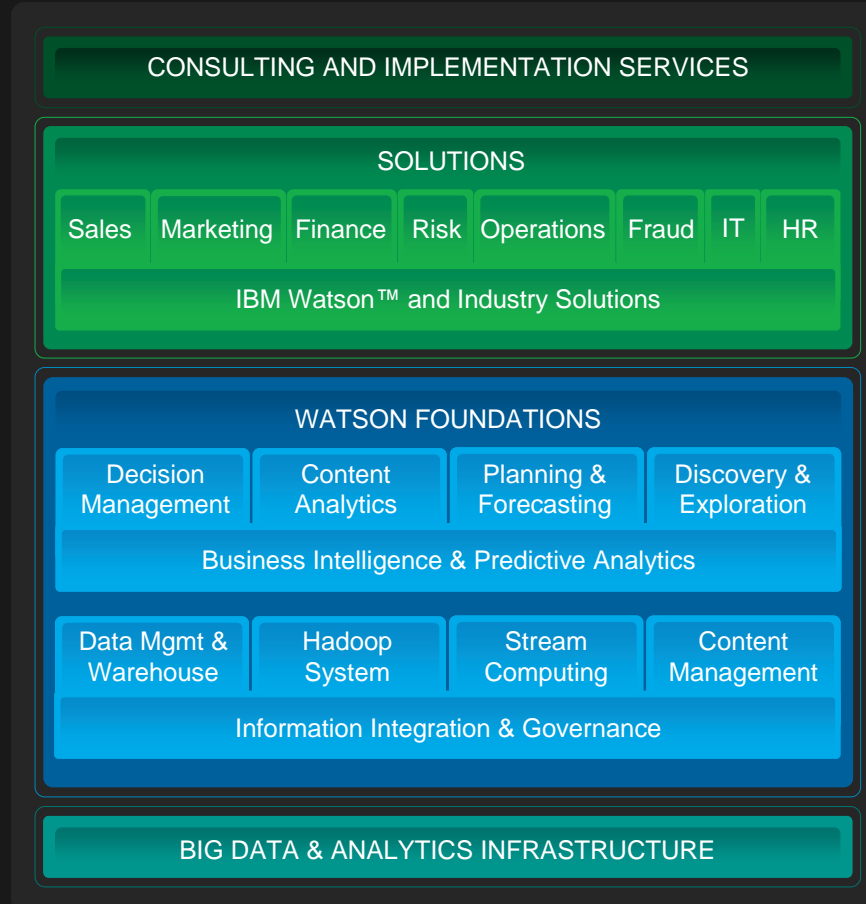 CONSULTING AND IMPLEMENTATION SERVICES
SOLUTIONS
Sales Marketing Finance Risk Operations Fraud IT HR
IBM Watson™ and Industry Solutions
WATSON FOUNDATIONS
Decision
Management
Content
Analytics
Planning &
Forecasting
Discovery &
Exploration
Business Intelligence & Predictive Analytics
Data Mgmt &
Warehouse
Hadoop
System
Stream
Computing
Content
Management
Information Integration & Governance
BIG DATA & ANALYTICS INFRASTRUCTURE